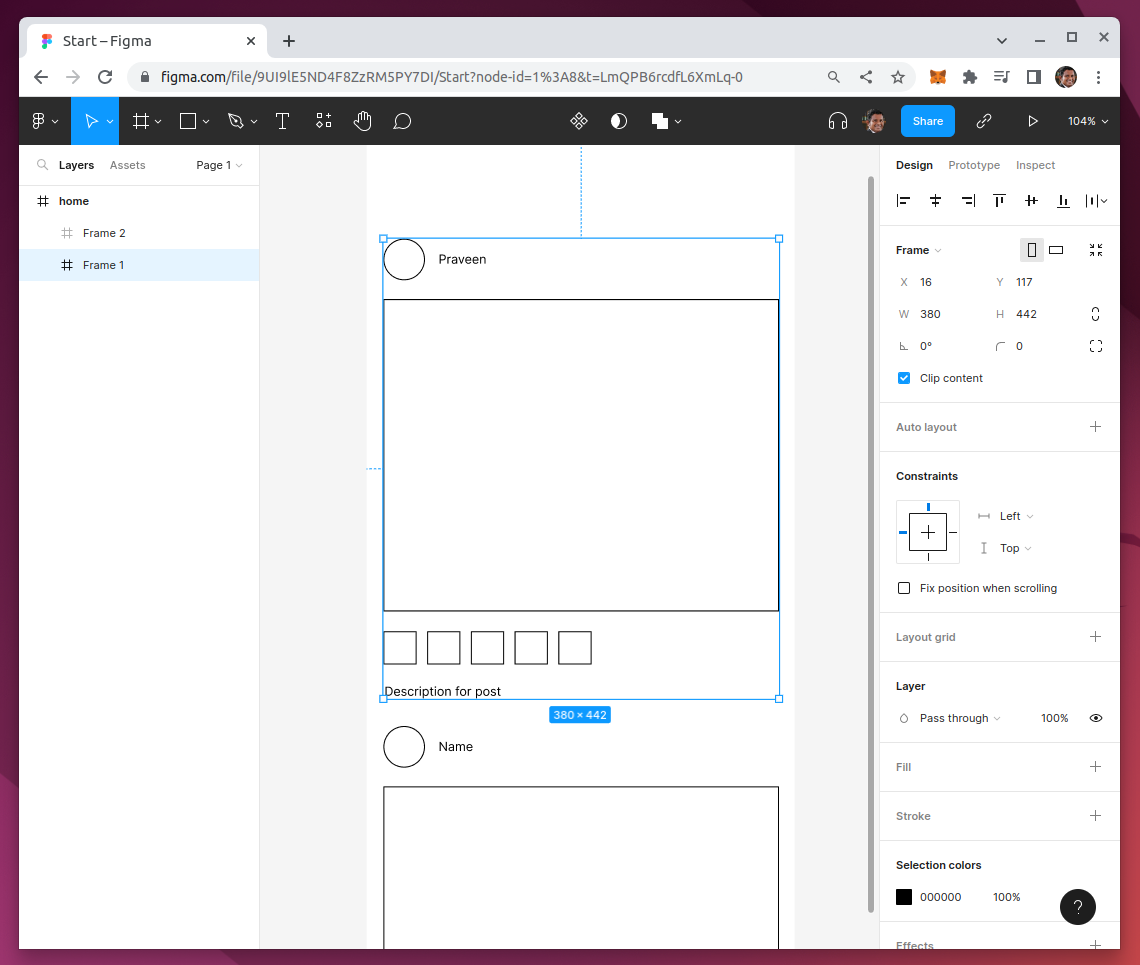 Start – Figma
figma.com/file/9UI9lE5ND4F8ZzRM5PY7DI/Start?node-id=1%3A8&t=LmQPB6rcdfL6XmLq-0
Share
104%
Layers Assets Page 1
home
Frame 2
Frame 1
Praveen
Description for post
380 × 442
Name
Design Prototype Inspect
Frame
X 16 Y 117
W 380 H 442
0° 0
Clip content
Auto layout
Constraints
Left
Top
Fix position when scrolling
Layout grid
Layer
Pass through 100%
Fill
Stroke
Selection colors
000000 100%
?
Effects